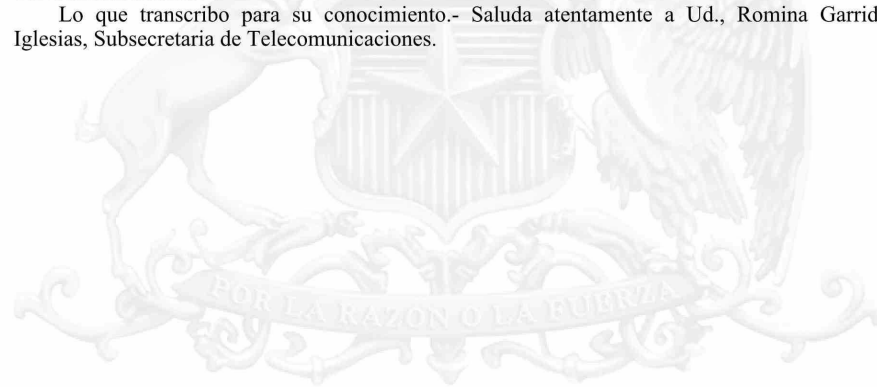 Lo que transcribo para su conocimiento.- Saluda atentamente a Ud., Romina Garrid
Iglesias, Subsecretaria de Telecomunicaciones.
POR LA RAZÓN O LA FUERZA